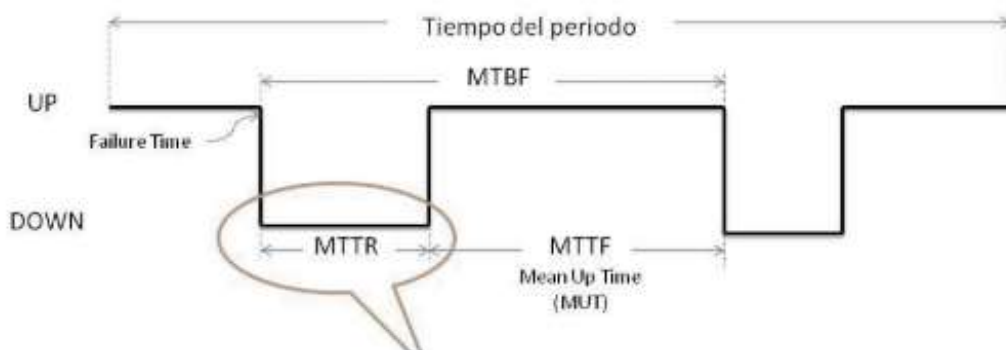 Tiempo del periodo
MTBF
UP
Failure Time
DOWN
MTTR
MTTF
Mean Up Time
(MUT)